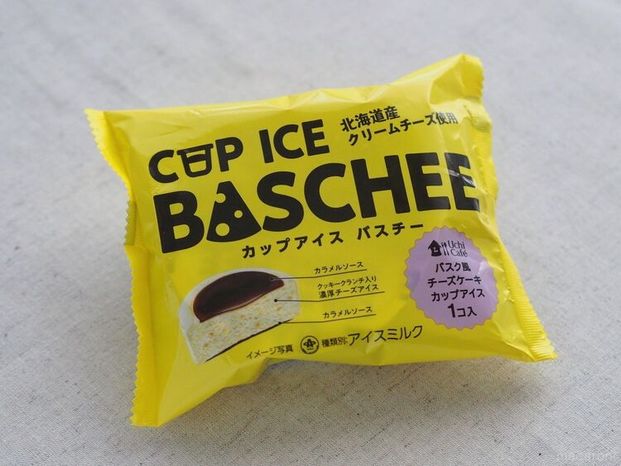 CUP ICE
北海道産
クリームチーズ使用
BASCHEE
カップアイス バスチー
Uchi
Café
バスク風
チーズケーキ
カップアイス
1コ入
カラメルソース
クッキークランチ入り
濃厚チーズアイス
カラメルソース
イメージ写真
種類別:アイスミルク
macaroni